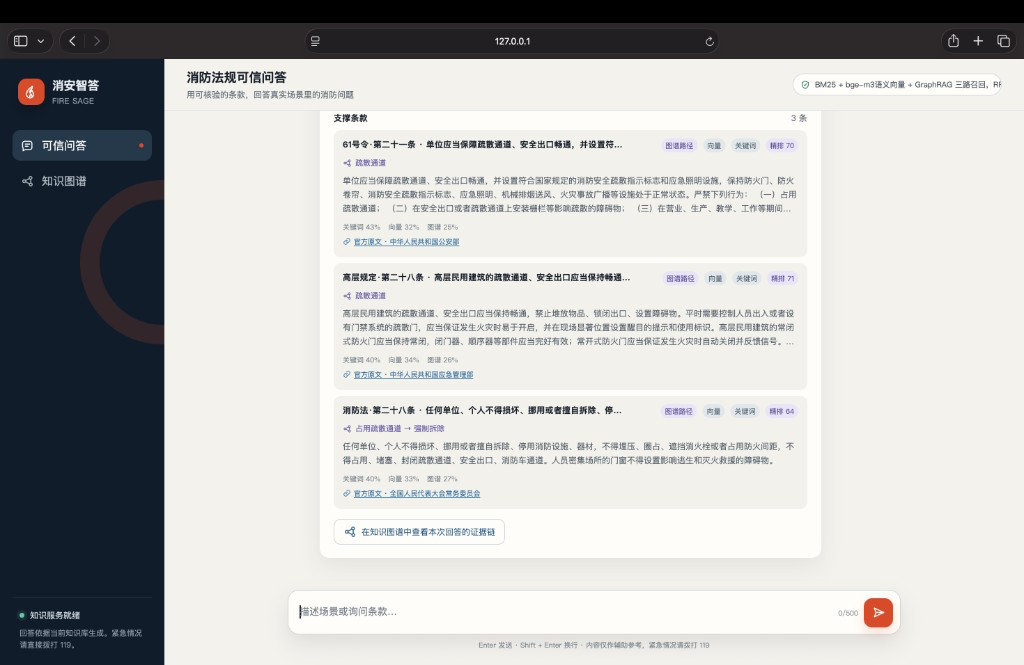 127.0.0.1
消安智答
FIRE SAGE
可信问答
知识图谱
消防法规可信问答
用可核验的条款，回答真实场景里的消防问题
BM25 + bge-m3语义向量 + GraphRAG 三路召回，RR
支撑条款
3 条
61号令·第二十一条 · 单位应当保障疏散通道、安全出口畅通，并设置符...
图谱路径 向量 关键词 精排 70
疏散通道
单位应当保障疏散通道、安全出口畅通，并设置符合国家规定的消防安全疏散指示标志和应急照明设施，保持防火门、防火
卷帘、消防安全疏散指示标志、应急照明、机械排烟送风、火灾事故广播等设施处于正常状态。严禁下列行为： （一）占用
疏散通道； （二）在安全出口或者疏散通道上安装栅栏等影响疏散的障碍物； （三）在营业、生产、教学、工作等期间...
关键词 43% 向量 32% 图谱 25%
官方原文 · 中华人民共和国公安部
高层规定·第二十八条 · 高层民用建筑的疏散通道、安全出口应当保持畅通...
图谱路径 向量 关键词 精排 71
疏散通道
高层民用建筑的疏散通道、安全出口应当保持畅通，禁止堆放物品、锁闭出口、设置障碍物。平时需要控制人员出入或者设
有门禁系统的疏散门，应当保证发生火灾时易于开启，并在现场显著位置设置醒目的提示和使用标识。高层民用建筑的常闭
式防火门应当保持常闭，闭门器、顺序器等部件应当完好有效；常开式防火门应当保证发生火灾时自动关闭并反馈信号。...
关键词 40% 向量 34% 图谱 26%
官方原文 · 中华人民共和国应急管理部
消防法·第二十八条 · 任何单位、个人不得损坏、挪用或者擅自拆除、停...
图谱路径 向量 关键词 精排 64
占用疏散通道 → 强制拆除
任何单位、个人不得损坏、挪用或者擅自拆除、停用消防设施、器材，不得埋压、圈占、遮挡消火栓或者占用防火间距，不
得占用、堵塞、封闭疏散通道、安全出口、消防车通道。人员密集场所的门窗不得设置影响逃生和灭火救援的障碍物。
关键词 40% 向量 33% 图谱 27%
官方原文 · 全国人民代表大会常务委员会
在知识图谱中查看本次回答的证据链
描述场景或询问条款...
0/500
Enter 发送 · Shift + Enter 换行 · 内容仅作辅助参考，紧急情况请拨打 119
知识服务就绪
回答依据当前知识库生成。紧急情况
请直接拨打 119。